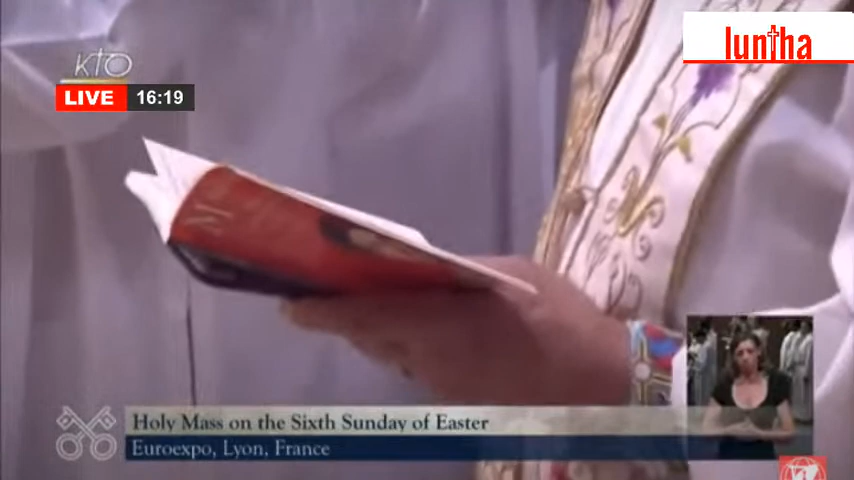 KTO
LIVE 16:19
luntha
Holy Mass on the Sixth Sunday of Easter
Euroexpo, Lyon, France